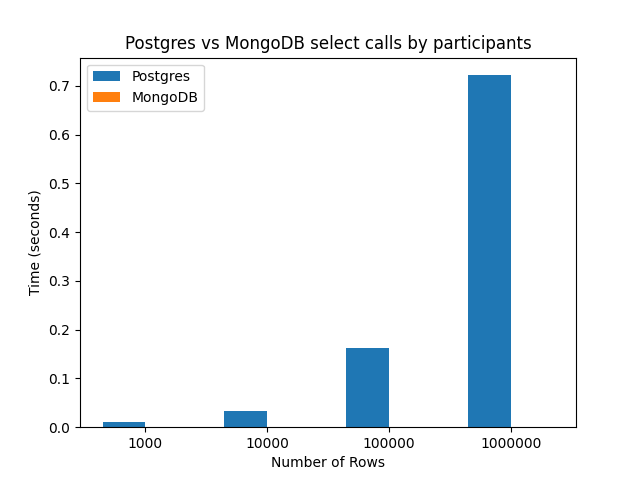 Postgres vs MongoDB select calls by participants
Postgres
MongoDB
0.7
0.6
0.5
0.4
0.3
0.2
0.1
0.0
Time (seconds)
1000 10000 100000 1000000
Number of Rows